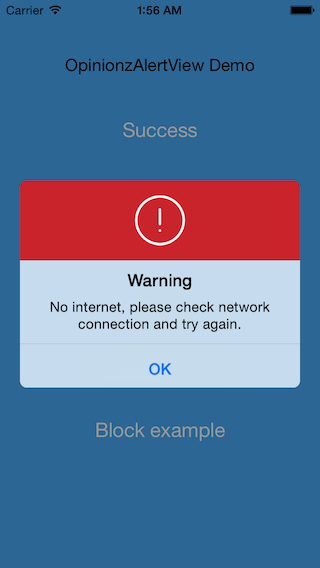 Carrier 1:56 AM
OpinionzAlertView Demo
Success
Warning
No internet, please check network
connection and try again.
OK
Block example